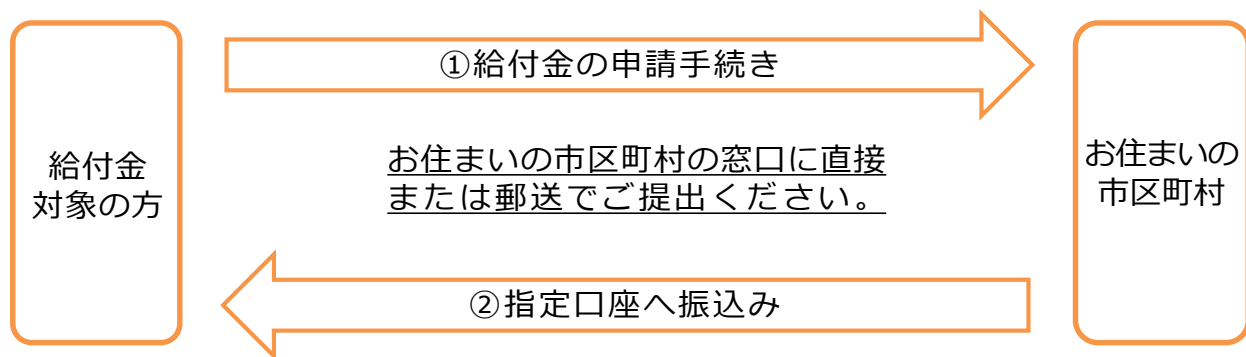 ①給付金の申請手続き
給付金
対象の方
お住まいの市区町村の窓口に直接
または郵送でご提出ください。
お住まいの
市区町村
②指定口座へ振込み